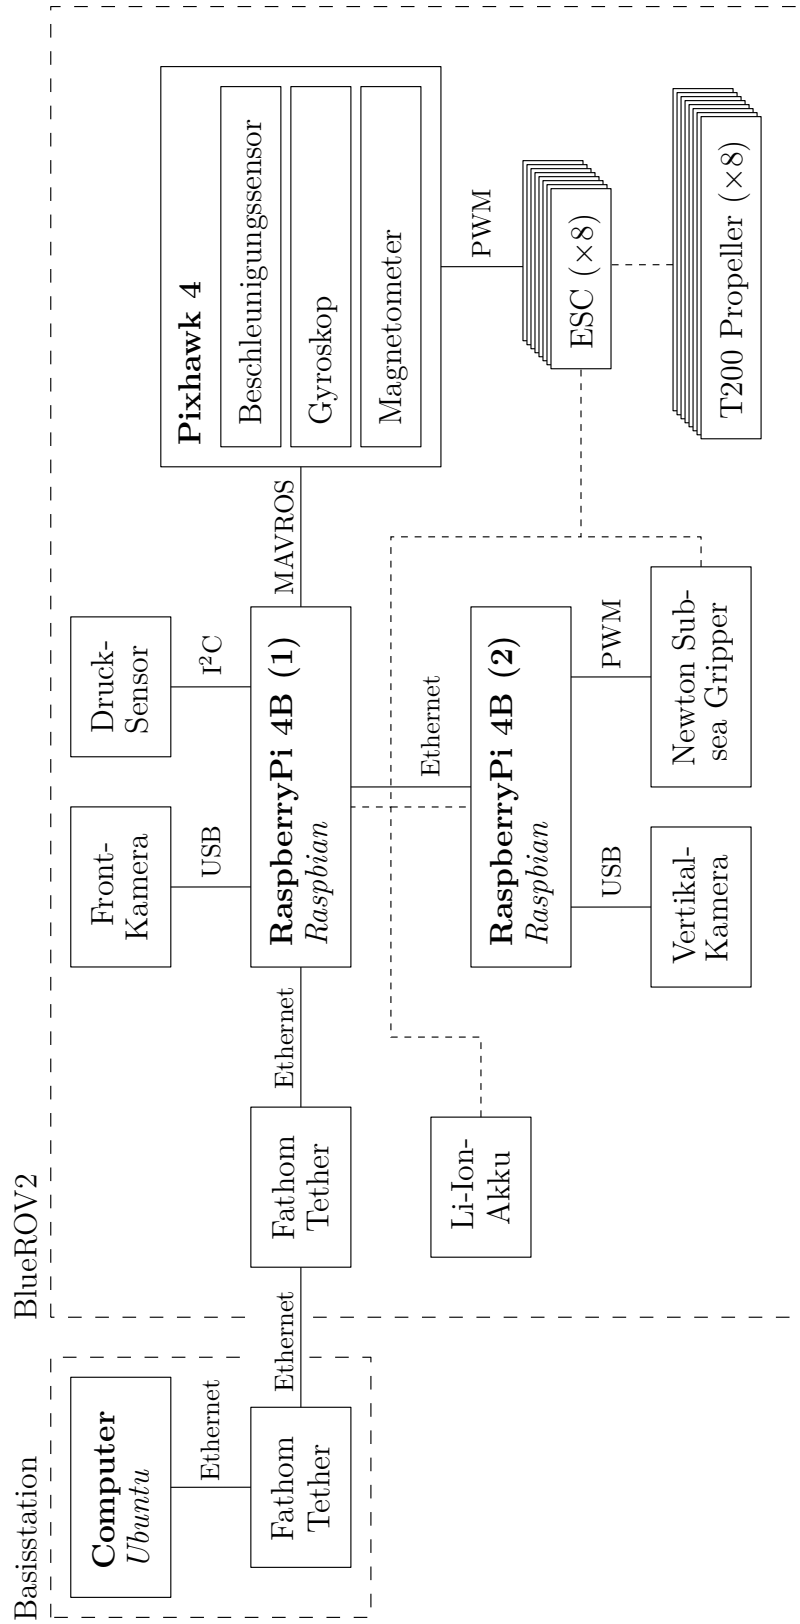 Basisstation
Computer
Ubuntu
Ethernet
Fathom
Tether
Ethernet
BlueROV2
Fathom
Tether
Ethernet
Li-Ion-
Akku
Front-
Kamera
USB
Druck-
Sensor
I²C
RaspberryPi 4B (1)
Raspbian
Ethernet
RaspberryPi 4B (2)
Raspbian
USB
Vertikal-
Kamera
PWM
Newton Sub-
sea Gripper
MAVROS
Pixhawk 4
Beschleunigungssensor
Gyroskop
Magnetometer
PWM
ESC (×8)
T200 Propeller (×8)